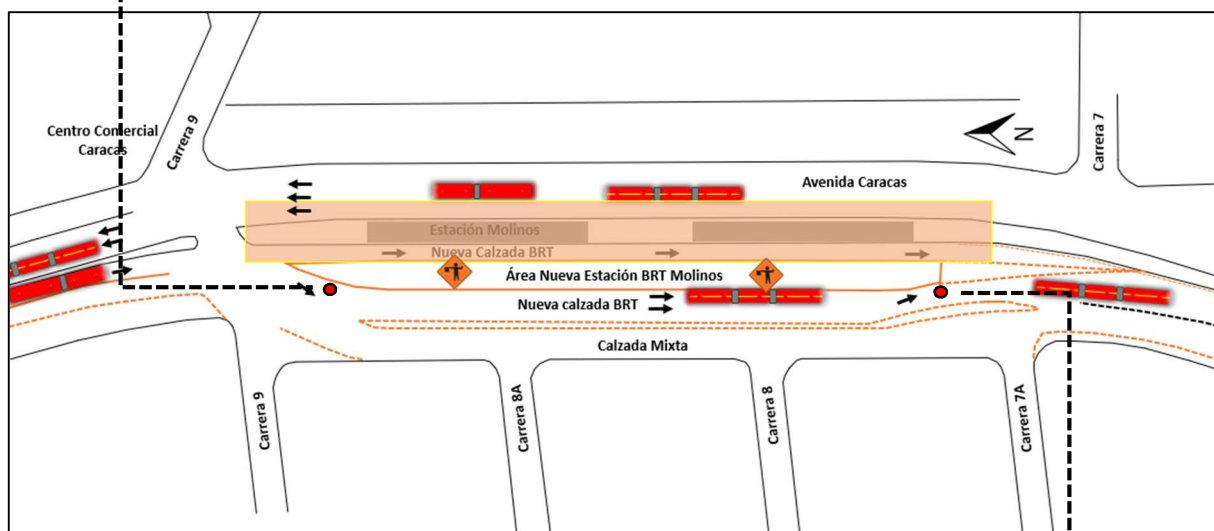 Centro Comercial
Caracas
Carrera 9
N
Carrera 7
Avenida Caracas
Estación Molinos
Nueva Calzada BRT
Área Nueva Estación BRT Molinos
Nueva calzada BRT
Calzada Mixta
Carrera 9
Carrera 8A
Carrera 8
Carrera 7A